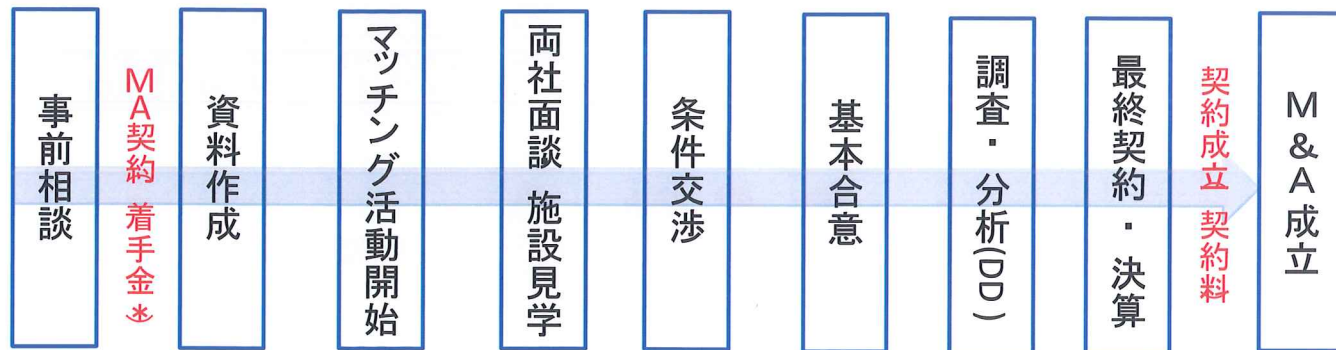 事前相談
MA契約 着手金*
資料作成
マッチング活動開始
両社面談 施設見学
条件交渉
基本合意
調査・分析(DD)
最終契約・決算
契約成立 契約料
M&A成立